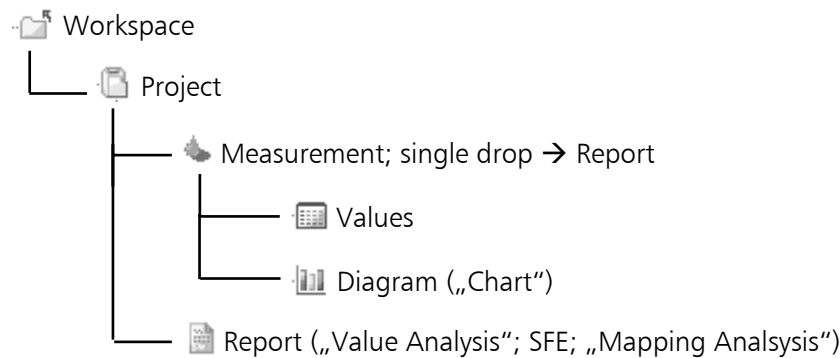 Workspace
Project
Measurement; single drop → Report
Values
Diagram („Chart“)
Report („Value Analysis“; SFE; „Mapping Analsysis“)